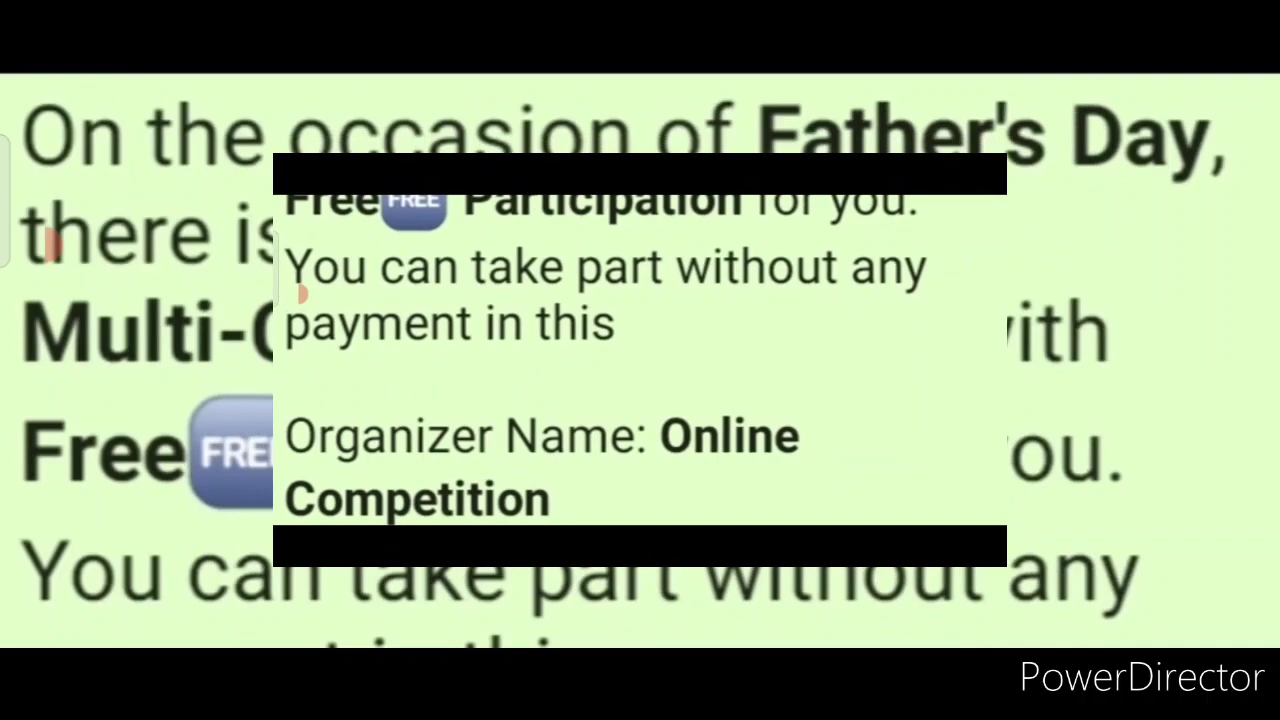 On the occasion of Father's Day,
there is
Multi-
Free FREE
ou.
You can take part without any
Free FREE Participation for you.
You can take part without any
payment in this
Organizer Name: Online
Competition
PowerDirector